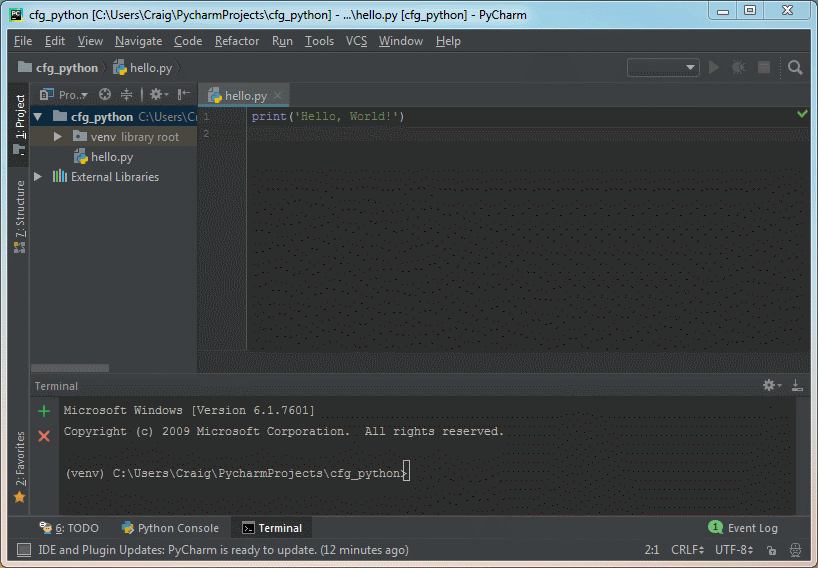 cfg_python [C:\Users\Craig\PycharmProjects\cfg_python] - ...\hello.py [cfg_python] - PyCharm
File Edit View Navigate Code Refactor Run Tools VCS Window Help
cfg_python hello.py
Pro... hello.py
1: Project
cfg_python C:\Users\C
venv library root
hello.py
External Libraries
7: Structure
1 print('Hello, World!')
2
Terminal
Microsoft Windows [Version 6.1.7601]
Copyright (c) 2009 Microsoft Corporation.  All rights reserved.
(venv) C:\Users\Craig\PycharmProjects\cfg_python>
2: Favorites
6: TODO Python Console Terminal 1 Event Log
IDE and Plugin Updates: PyCharm is ready to update. (12 minutes ago) 2:1 CRLF UTF-8